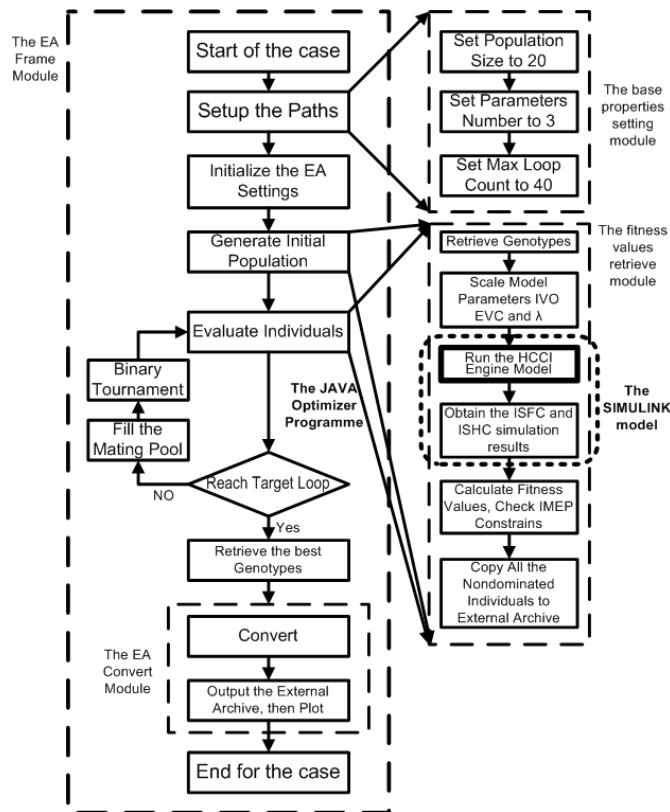 The EA
Frame
Module
Start of the case
Setup the Paths
Initialize the EA
Settings
Generate Initial
Population
Evaluate Individuals
Binary
Tournament
Fill the
Mating Pool
The JAVA
Optimizer
Programme
Reach Target Loop
NO
Yes
Retrieve the best
Genotypes
The EA
Convert
Module
Convert
Output the External
Archive, then Plot
End for the case
Set Population
Size to 20
Set Parameters
Number to 3
Set Max Loop
Count to 40
The base
properties
setting
module
Retrieve Genotypes
Scale Model
Parameters IVO
EVC and λ
Run the HCCI
Engine Model
Obtain the ISFC and
ISHC simulation
results
Calculate Fitness
Values, Check IMEP
Constrains
Copy All the
Nondominated
Individuals to
External Archive
The fitness
values
retrieve
module
The
SIMULINK
model